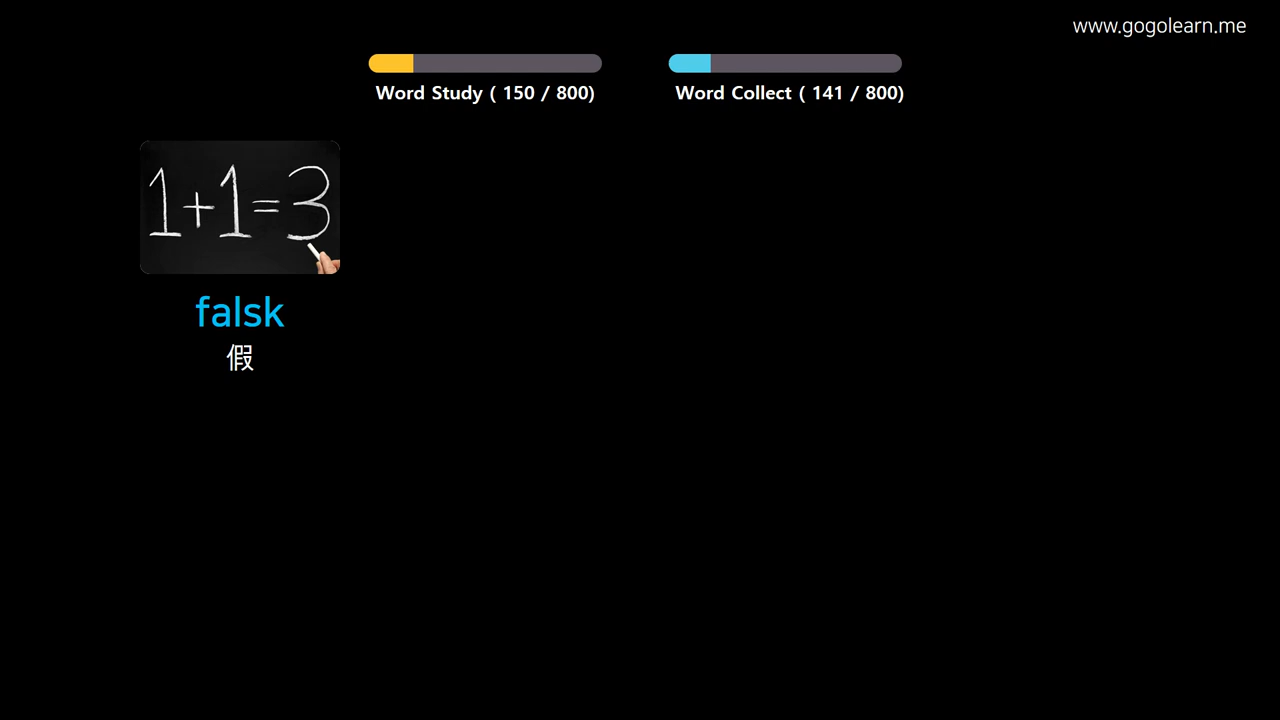 www.gogolearn.me
Word Study ( 150 / 800)
Word Collect ( 141 / 800)
1+1=3
falsk
假